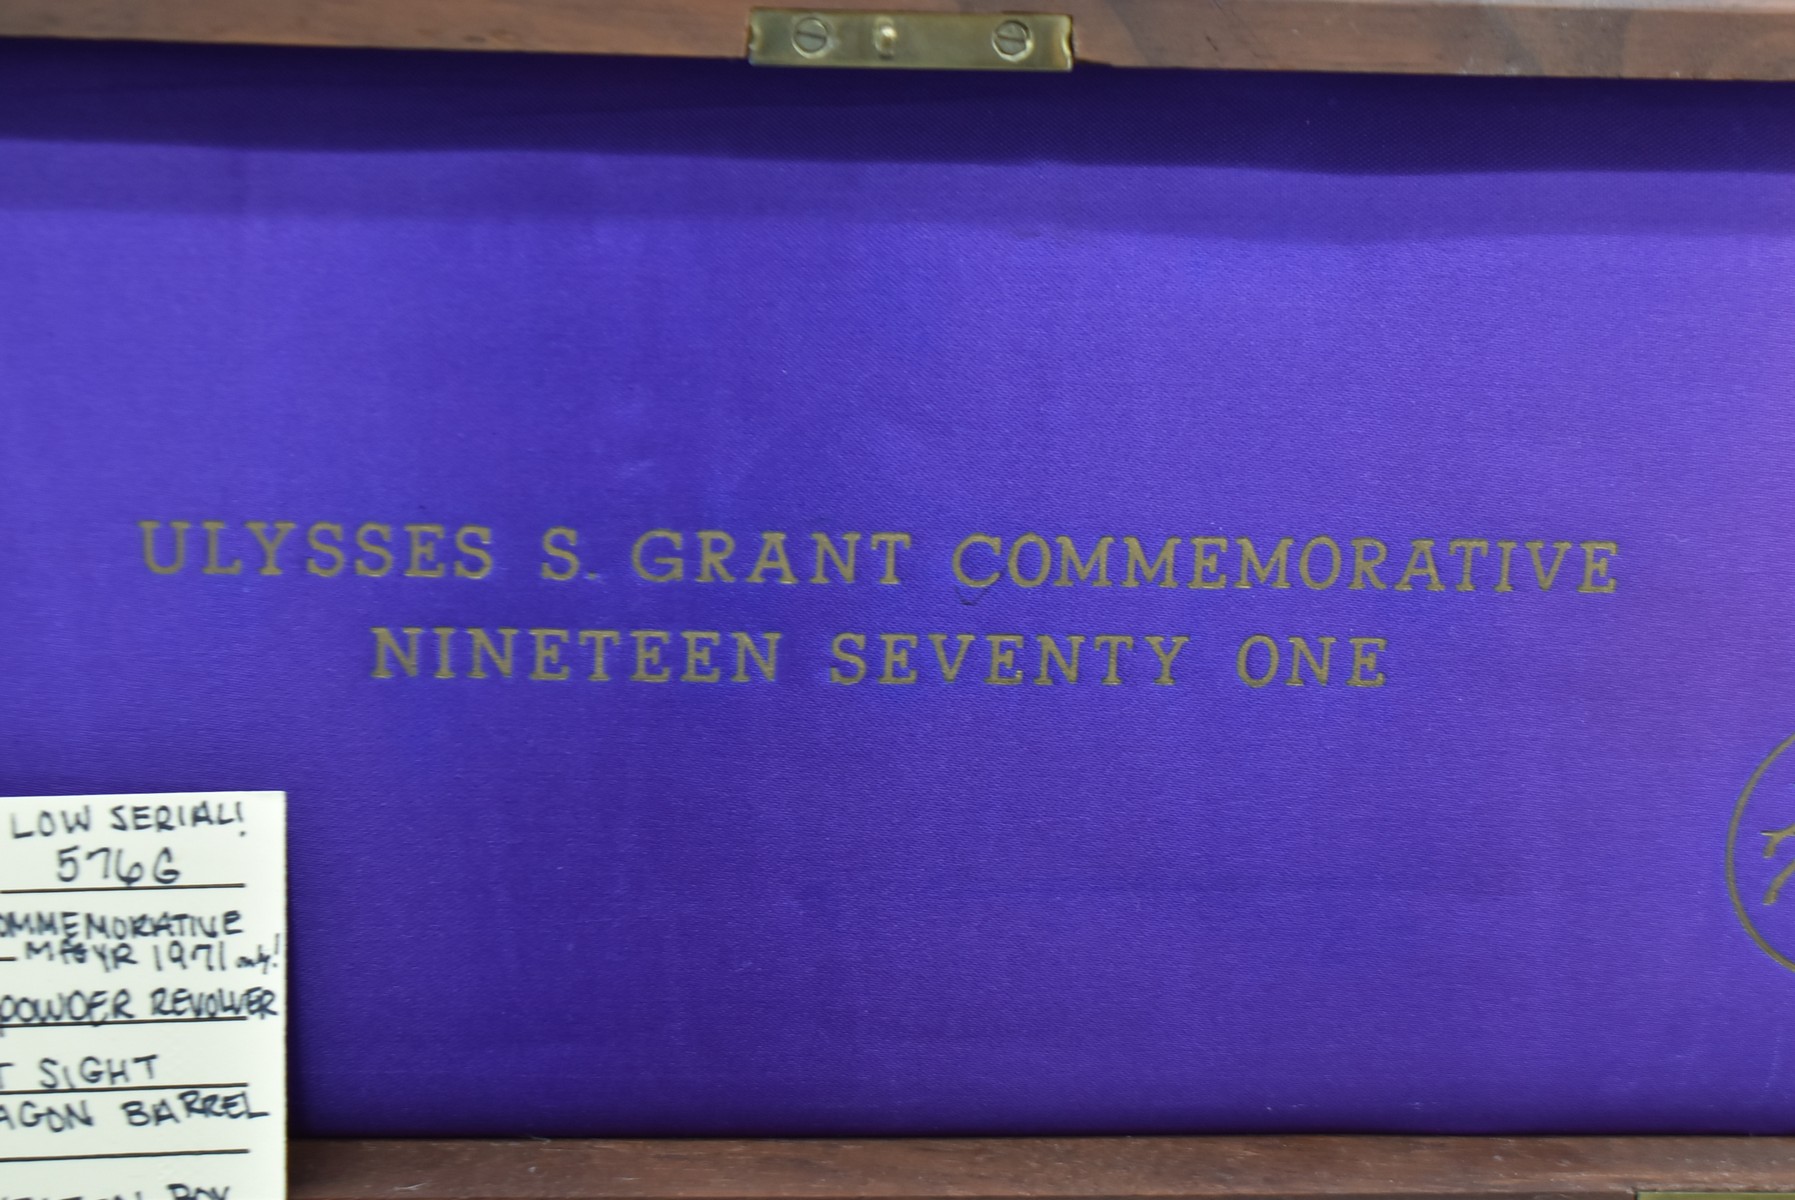 ULYSSES S. GRANT COMMEMORATIVE
NINETEEN SEVENTY ONE
LOW SERIAL!
576G
OMMEMORATIVE
MFG YR 1971 only!
POWDER REVOLVER
T SIGHT
AGON BARREL
BOX